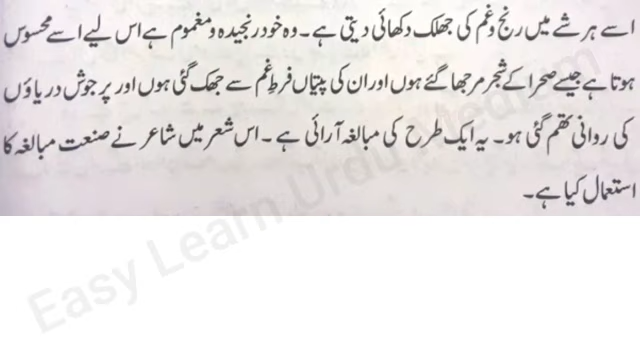 اسے ہر شے میں رنج و غم کی جھلک دکھائی دیتی ہے۔ وہ خود رنجیدہ و مغموم ہے اس لیے اسے محسوس
ہوتا ہے جیسے صحرا کے شجر مرجھا گئے ہوں اور ان کی پیتاں فرطِ غم سے جھک گئی ہوں اور پر جوش دریاؤں
کی روانی تھم گئی ہو۔ یہ ایک طرح کی مبالغہ آرائی ہے۔ اس شعر میں شاعر نے صنعت مبالغہ کا
استعمال کیا ہے۔
Easy Learn Urdu Medium